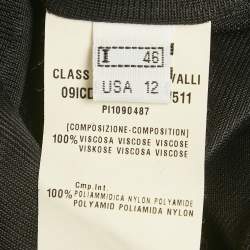 I 46
USA 12
CLASS VALLI
09ICD /511
PI1090487
[COMPOSIZIONE-COMPOSITION]
100% VISCOSA VISCOSE VISCOSE
VISKOSE VISCOSA VISCOSE
Cmp.Int.
100% POLIAMMIDICA NYLON POLYAMIDE
POLYAMID POLIAMIDA NYLON